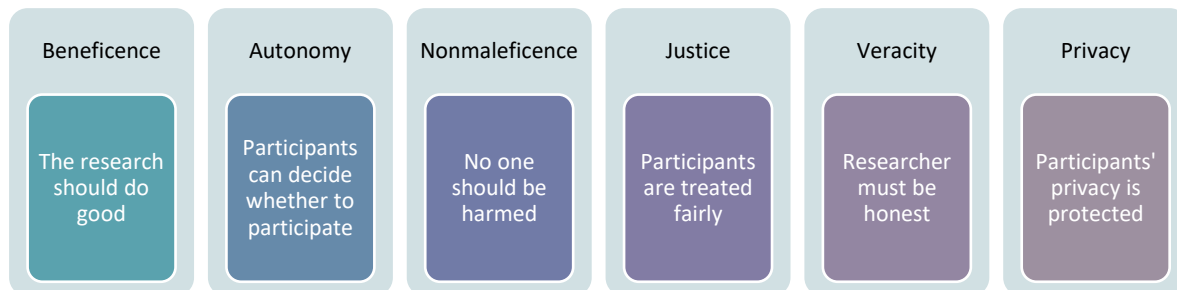 Beneficence
The research
should do
good
Autonomy
Participants
can decide
whether to
participate
Nonmaleficence
No one
should be
harmed
Justice
Participants
are treated
fairly
Veracity
Researcher
must be
honest
Privacy
Participants'
privacy is
protected